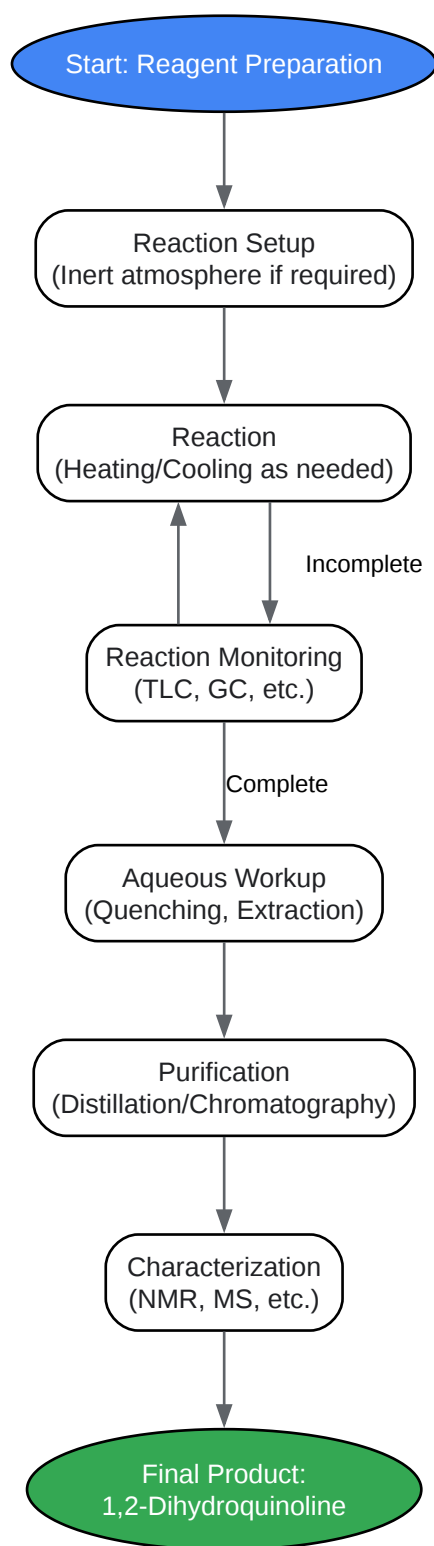 Start: Reagent Preparation
Reaction Setup
(Inert atmosphere if required)
Reaction
(Heating/Cooling as needed)
Incomplete
Reaction Monitoring
(TLC, GC, etc.)
Complete
Aqueous Workup
(Quenching, Extraction)
Purification
(Distillation/Chromatography)
Characterization
(NMR, MS, etc.)
Final Product:
1,2-Dihydroquinoline